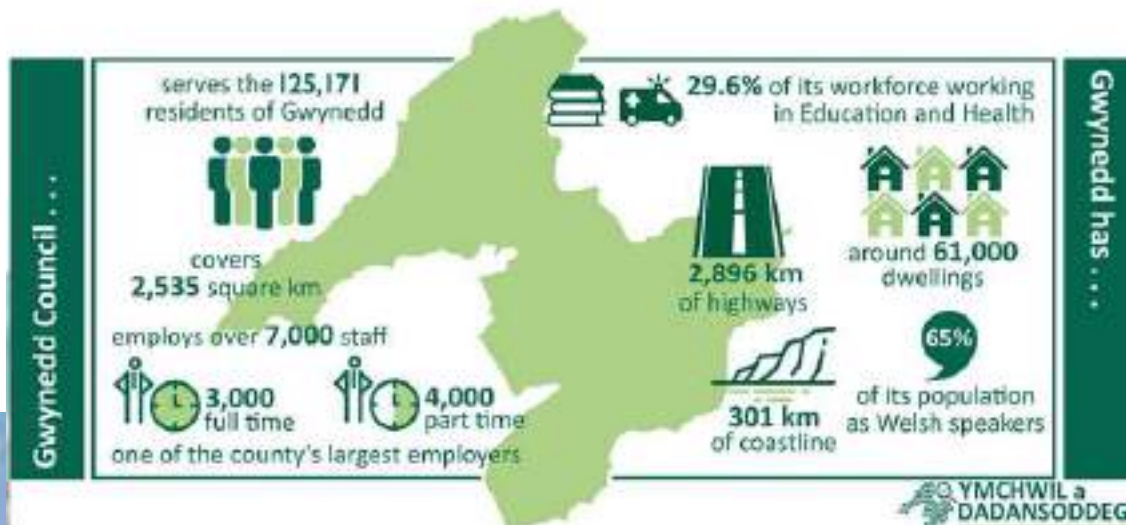 Gwynedd Council . . .
serves the 125,171
residents of Gwynedd
covers
2,535 square km
employs over 7,000 staff
3,000
full time
4,000
part time
one of the county's largest employers
29.6% of its workforce working
in Education and Health
2,896 km
of highways
around 61,000
dwellings
301 km
of coastline
65%
of its population
as Welsh speakers
Gwynedd has . . .
YMCHWIL a
DADANSODDEG